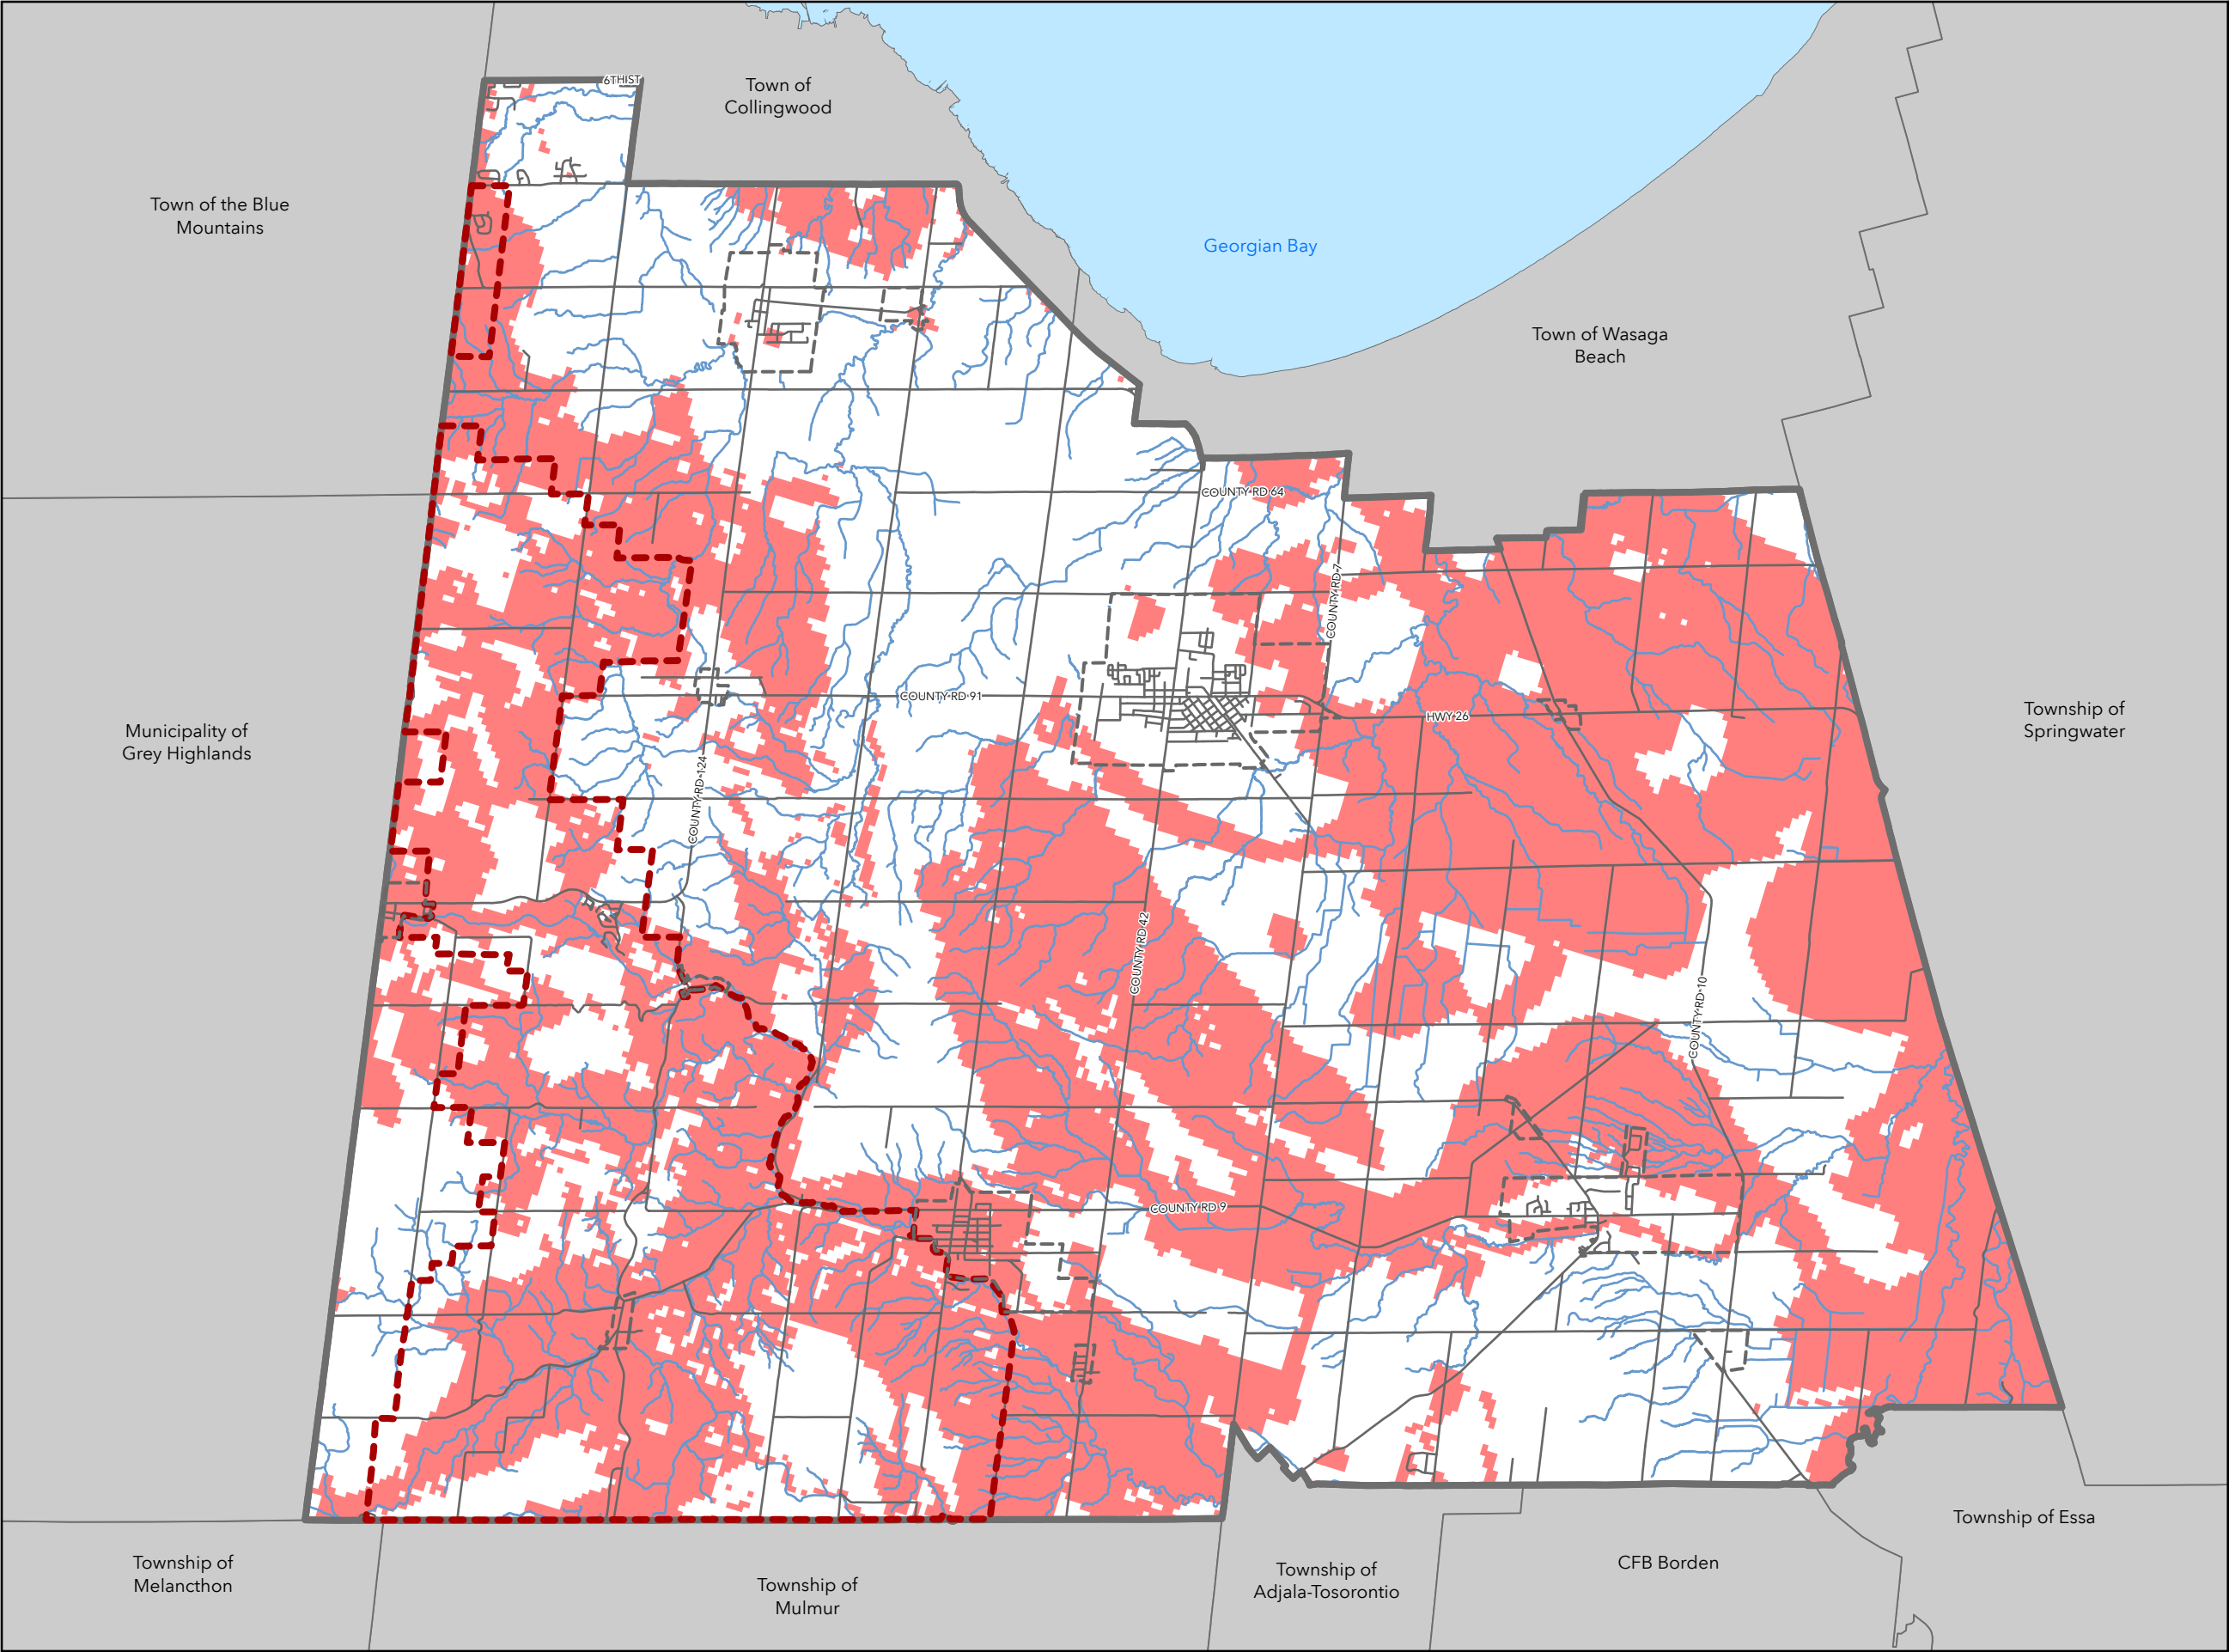 6THIST
Town of
Collingwood
Town of the Blue
Mountains
Georgian Bay
Town of Wasaga
Beach
COUNTY RD 64
COUNTY RD 7
COUNTY RD 91
HWY 26
Municipality of
Grey Highlands
Township of
Springwater
COUNTY RD 124
COUNTY RD 42
COUNTY RD 10
COUNTY RD 9
Township of Essa
Township of
Melancthon
Township of
Mulmur
Township of
Adjala-Tosorontio
CFB Borden